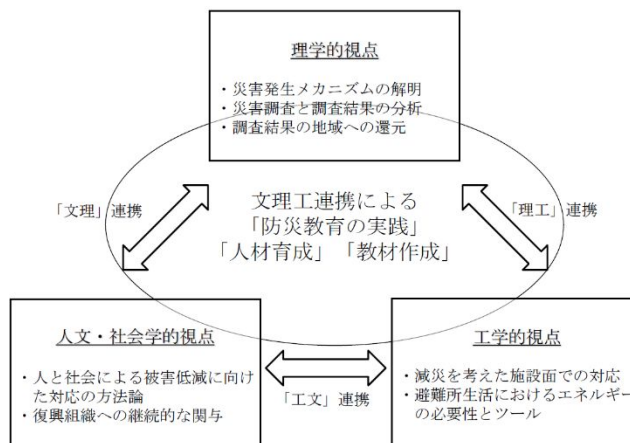 理学的視点
・災害発生メカニズムの解明
・災害調査と調査結果の分析
・調査結果の地域への還元
「文理」連携
文理工連携による
「防災教育の実践」
「人材育成」「教材作成」
「理工」連携
人文・社会学的視点
・人と社会による被害低減に向け
た対応の方法論
・復興組織への継続的な関与
「工文」連携
工学的視点
・減災を考えた施設面での対応
・避難所生活におけるエネルギー
の必要性とツール